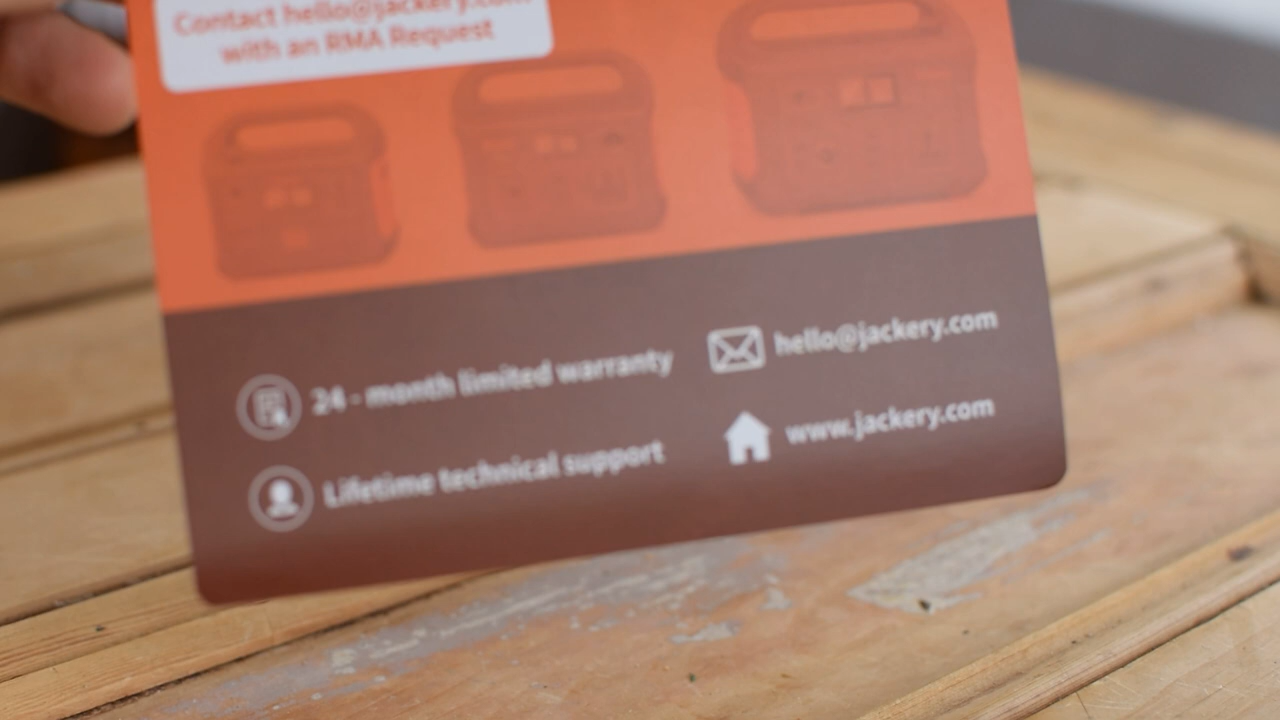 Contact hello@jackery.com
with an RMA Request
24 - month limited warranty
Lifetime technical support
hello@jackery.com
www.jackery.com